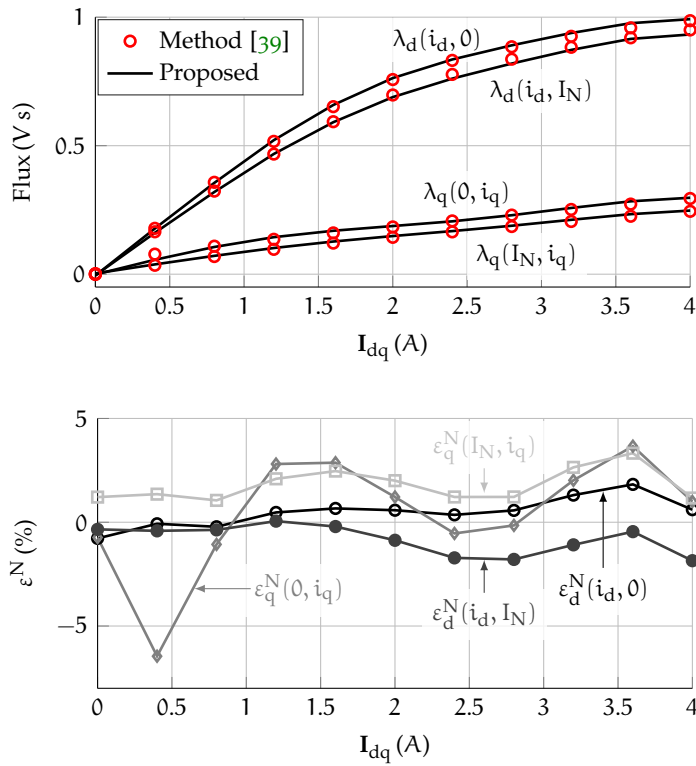 1
0.5
0
Flux (V s)
Method [39]
Proposed
λd(id, 0)
λd(id, IN)
λq(0, iq)
λq(IN, iq)
0 0.5 1 1.5 2 2.5 3 3.5 4
Idq (A)
5
0
−5
εN (%)
εqN(IN, iq)
εqN(0, iq)
εdN(id, IN)
εdN(id, 0)
0 0.5 1 1.5 2 2.5 3 3.5 4
Idq (A)